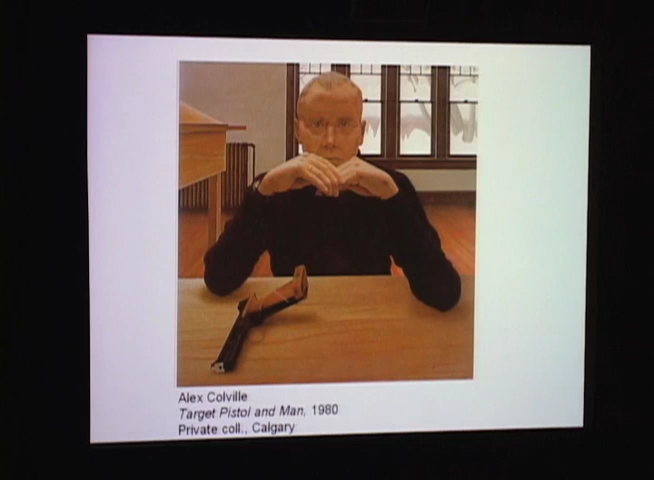 Alex Colville
Target Pistol and Man, 1980
Private coll., Calgary